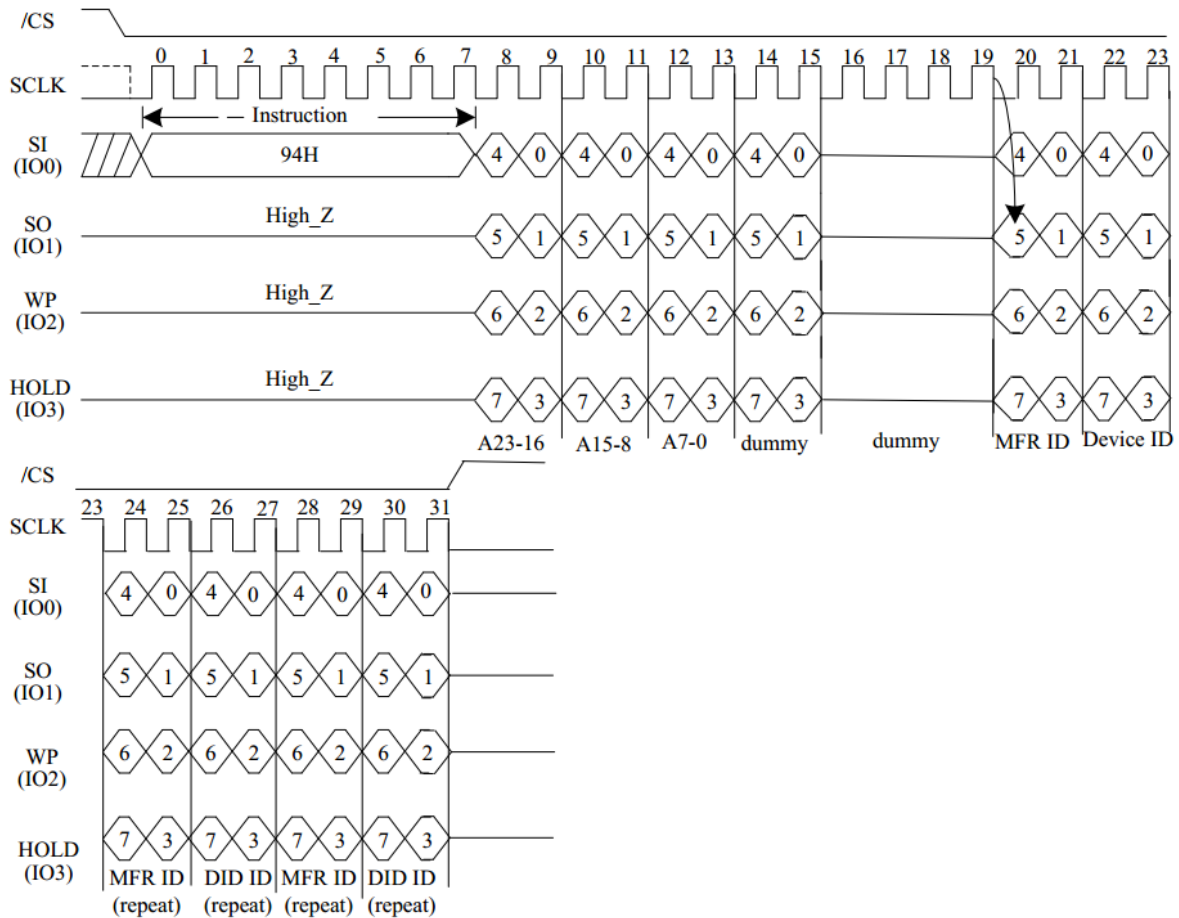 /CS
0 1 2 3 4 5 6 7 8 9 10 11 12 13 14 15 16 17 18 19 20 21 22 23
SCLK
Instruction
SI
(IO0)
94H
4 0 4 0 4 0 4 0 4 0 4 0
SO
(IO1)
High_Z
5 1 5 1 5 1 5 1 5 1 5 1
WP
(IO2)
High_Z
6 2 6 2 6 2 6 2 6 2 6 2
HOLD
(IO3)
High_Z
7 3 7 3 7 3 7 3 7 3 7 3
A23-16 A15-8 A7-0 dummy dummy MFR ID Device ID
/CS
23 24 25 26 27 28 29 30 31
SCLK
SI
(IO0)
4 0 4 0 4 0 4 0
SO
(IO1)
5 1 5 1 5 1 5 1
WP
(IO2)
6 2 6 2 6 2 6 2
HOLD
(IO3)
7 3 7 3 7 3 7 3
MFR ID DID ID MFR ID DID ID
(repeat) (repeat) (repeat) (repeat)